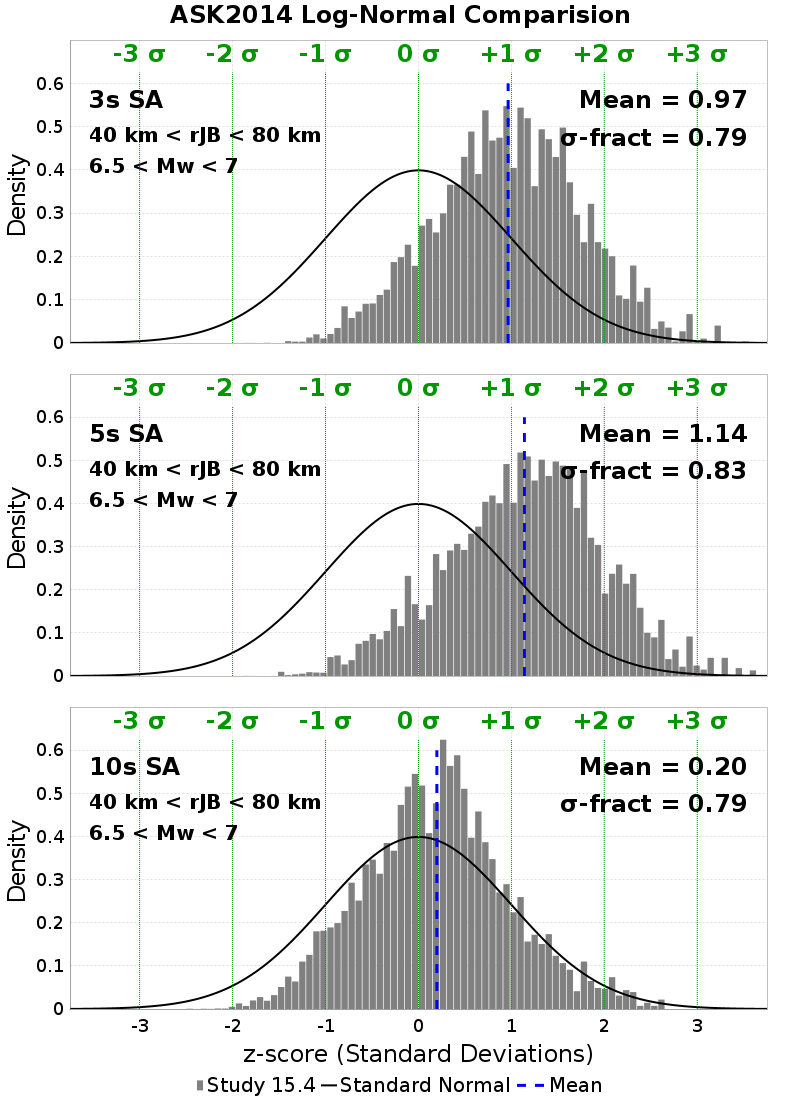 ASK2014 Log-Normal Comparision
-3 σ -2 σ -1 σ 0 σ +1 σ +2 σ +3 σ
0.6
3s SA
Mean = 0.97
0.5
40 km < rJB < 80 km
σ-fract = 0.79
6.5 < Mw < 7
0.4
Density
0.3
0.2
0.1
0
-3 σ -2 σ -1 σ 0 σ +1 σ +2 σ +3 σ
0.6
5s SA
Mean = 1.14
0.5
40 km < rJB < 80 km
σ-fract = 0.83
6.5 < Mw < 7
0.4
Density
0.3
0.2
0.1
0
-3 σ -2 σ -1 σ 0 σ +1 σ +2 σ +3 σ
0.6
10s SA
Mean = 0.20
0.5
40 km < rJB < 80 km
σ-fract = 0.79
6.5 < Mw < 7
0.4
Density
0.3
0.2
0.1
0
-3 -2 -1 0 1 2 3
z-score (Standard Deviations)
Study 15.4 Standard Normal Mean